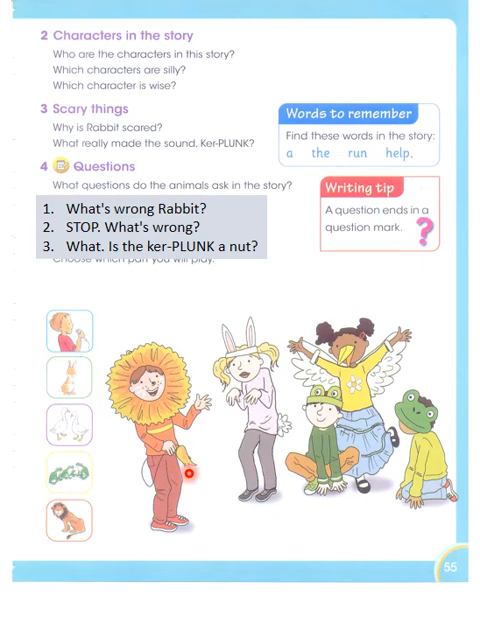 2 Characters in the story
Who are the characters in this story?
Which characters are silly?
Which character is wise?
3 Scary things
Why is Rabbit scared?
What really made the sound, Ker-PLUNK?
Words to remember
Find these words in the story:
a the run help.
4 Questions
What questions do the animals ask in the story?
Writing tip
A question ends in a
question mark.
?
1. What's wrong Rabbit?
2. STOP. What's wrong?
3. What. Is the ker-PLUNK a nut?
Choose which part you will play.
55